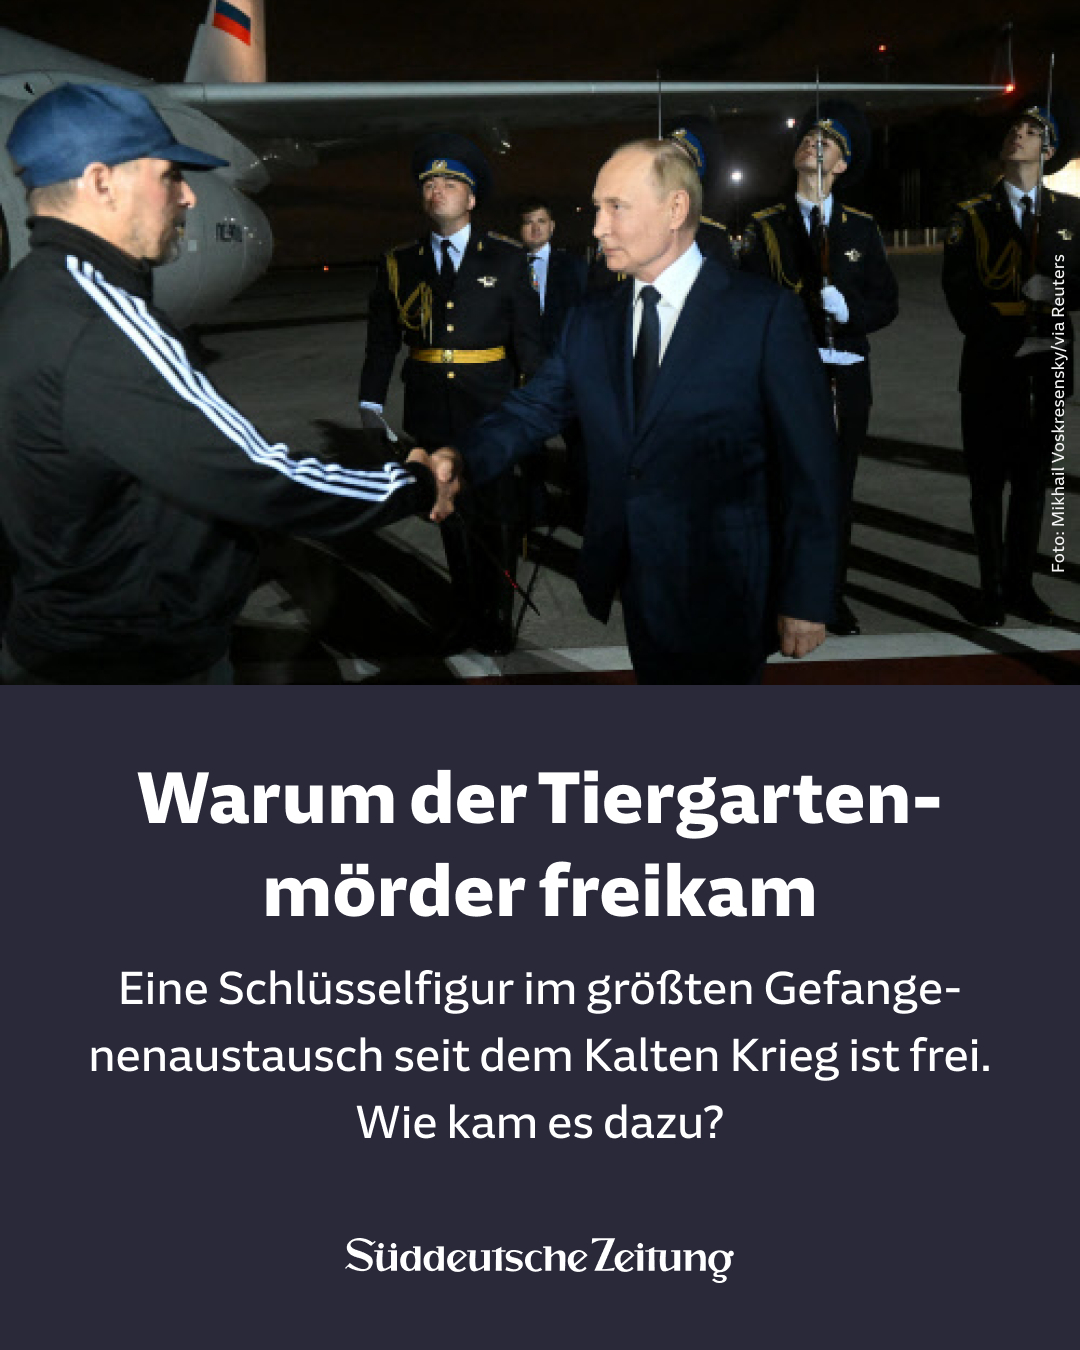 Foto: Mikhail Voskresensky/via Reuters
Warum der Tiergarten-
mörder freikam
Eine Schlüsselfigur im größten Gefange-
nenaustausch seit dem Kalten Krieg ist frei.
Wie kam es dazu?
Süddeutsche Zeitung